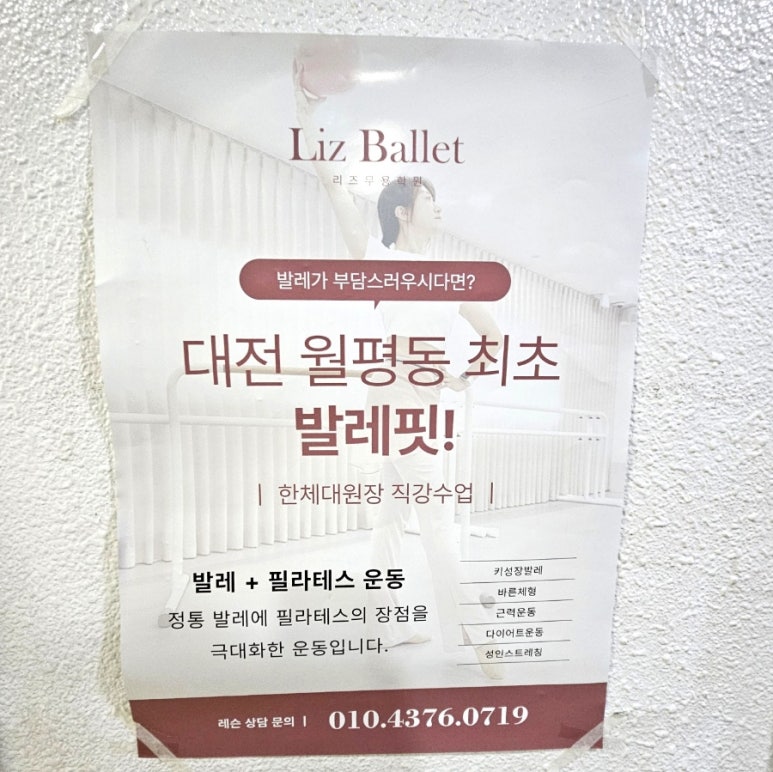 Liz Ballet
리즈무용학원
발레가 부담스러우시다면?
대전 월평동 최초
발레핏!
| 한체대원장 직강수업 |
발레 + 필라테스 운동
정통 발레에 필라테스의 장점을
극대화한 운동입니다.
키성장발레
바른체형
근력운동
다이어트운동
성인스트레칭
레슨 상담 문의 | 010.4376.0719